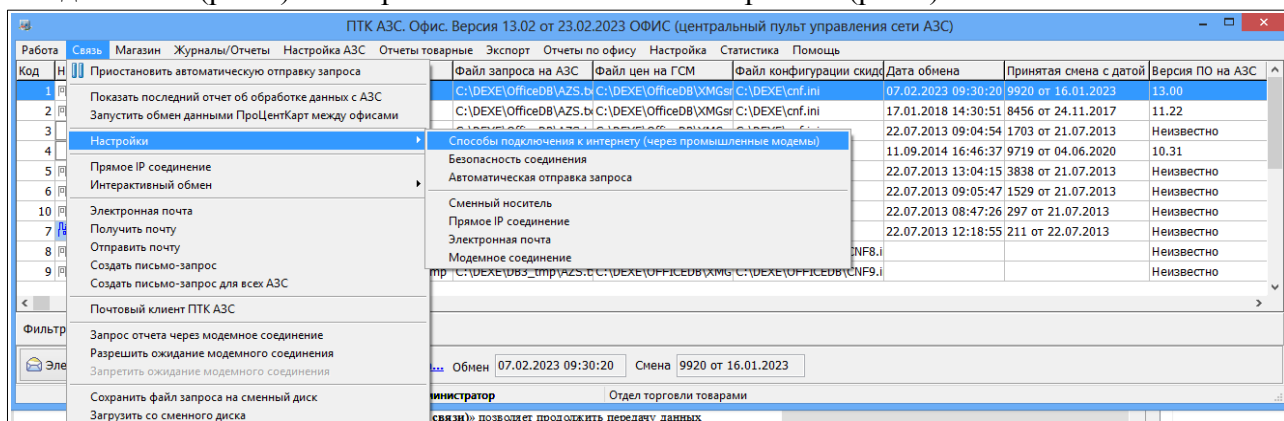 ПТК АЗС. Офис. Версия 13.02 от 23.02.2023 ОФИС (центральный пульт управления сети АЗС)
Работа Связь Магазин Журналы/Отчеты Настройка АЗС Отчеты товарные Экспорт Отчеты по офису Настройка Статистика Помощь
Код Н Файл запроса на АЗС Файл цен на ГСМ Файл конфигурации скидо Дата обмена Принятая смена с датой Версия ПО на АЗС
1 C:\DEXE\OfficeDB\AZS.b C:\DEXE\OfficeDB\XMGsr C:\DEXE\cnf.ini 07.02.2023 09:30:20 9920 от 16.01.2023 13.00
2 C:\DEXE\OfficeDB\AZS.b C:\DEXE\OfficeDB\XMGsr C:\DEXE\cnf.ini 17.01.2018 14:30:51 8456 от 24.11.2017 11.22
3 22.07.2013 09:04:54 1703 от 21.07.2013 Неизвестно
4 11.09.2014 16:46:37 9719 от 04.06.2020 10.31
5 22.07.2013 13:04:15 3838 от 21.07.2013 Неизвестно
6 22.07.2013 09:05:47 1529 от 21.07.2013 Неизвестно
10 22.07.2013 08:47:26 297 от 21.07.2013 Неизвестно
7 22.07.2013 12:18:55 211 от 22.07.2013 Неизвестно
8 CNF8.i Неизвестно
9 mp C:\DEXE\DB3_tmp\AZS.t C:\DEXE\OFFICEDB\XMG C:\DEXE\OFFICEDB\CNF9.i Неизвестно
Приостановить автоматическую отправку запроса
Показать последний отчет об обработке данных с АЗС
Запустить обмен данными ПроЦентКарт между офисами
Настройки
Прямое IP соединение
Интерактивный обмен
Электронная почта
Получить почту
Отправить почту
Создать письмо-запрос
Создать письмо-запрос для всех АЗС
Почтовый клиент ПТК АЗС
Запрос отчета через модемное соединение
Разрешить ожидание модемного соединения
Запретить ожидание модемного соединения
Сохранить файл запроса на сменный диск
Загрузить со сменного диска
Способы подключения к интернету (через промышленные модемы)
Безопасность соединения
Автоматическая отправка запроса
Сменный носитель
Прямое IP соединение
Электронная почта
Модемное соединение
Фильтр
Эле ... Обмен 07.02.2023 09:30:20 Смена 9920 от 16.01.2023
министратор Отдел торговли товарами
связи)» позволяет продолжить передачу данных